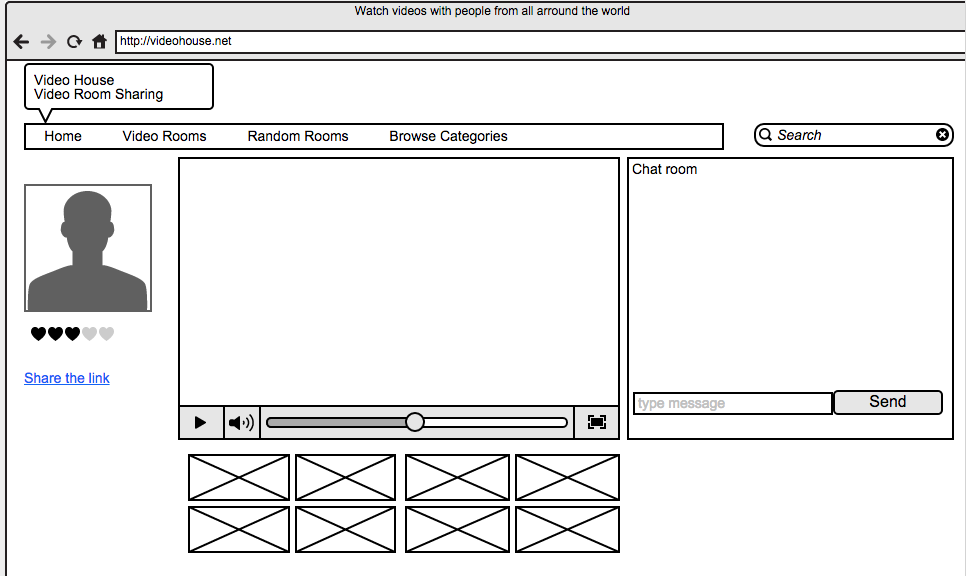 Watch videos with people from all arround the world
http://videohouse.net
Video House
Video Room Sharing
Home Video Rooms Random Rooms Browse Categories
Search
Chat room
Share the link
type message
Send